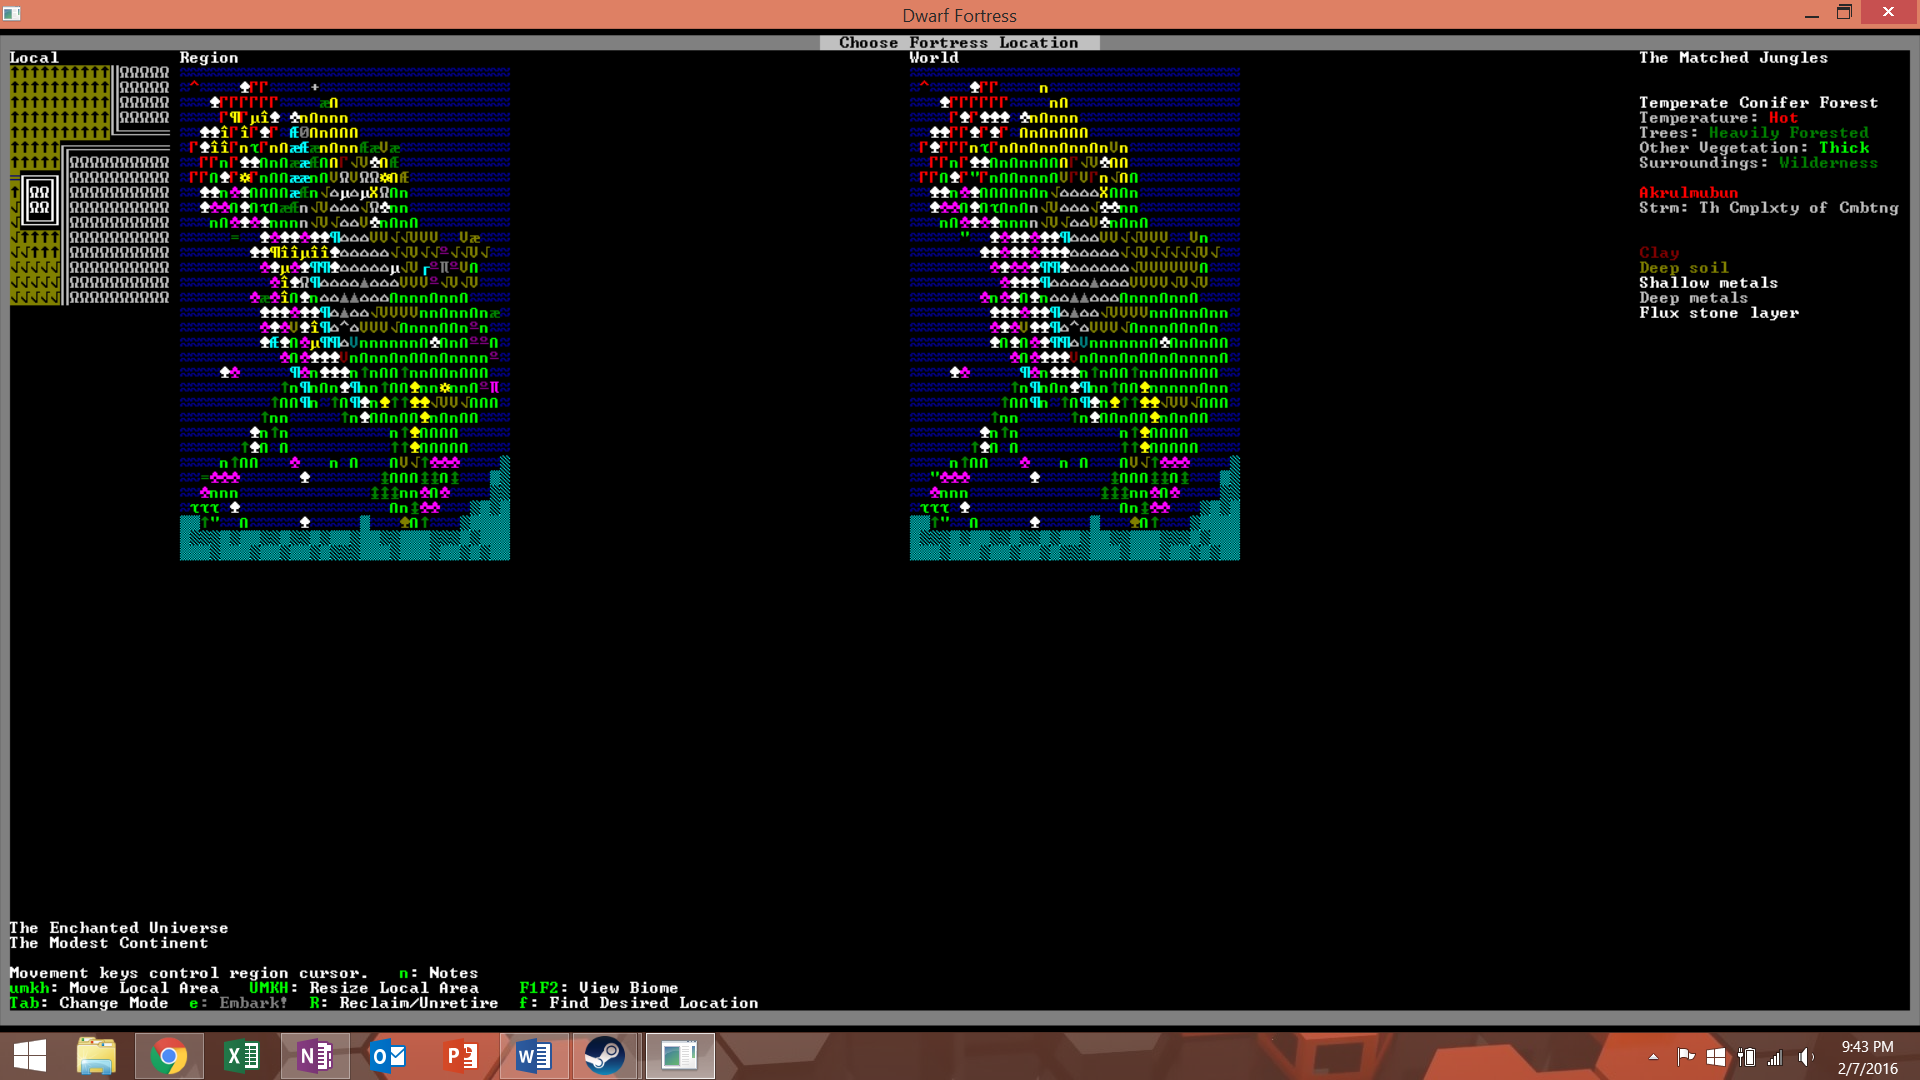 Dwarf Fortress
Choose Fortress Location
Local
Region
World
The Matched Jungles
Temperate Conifer Forest
Temperature: Hot
Trees: Heavily Forested
Other Vegetation: Thick
Surroundings: Wilderness
Akrulmubun
Strm: Th Cmplxty of Cmbtng
Clay
Deep soil
Shallow metals
Deep metals
Flux stone layer
The Enchanted Universe
The Modest Continent
Movement keys control region cursor. n: Notes
umkh: Move Local Area UMKH: Resize Local Area F1F2: View Biome
Tab: Change Mode e: Embark! R: Reclaim/Unretire f: Find Desired Location
9:43 PM
2/7/2016